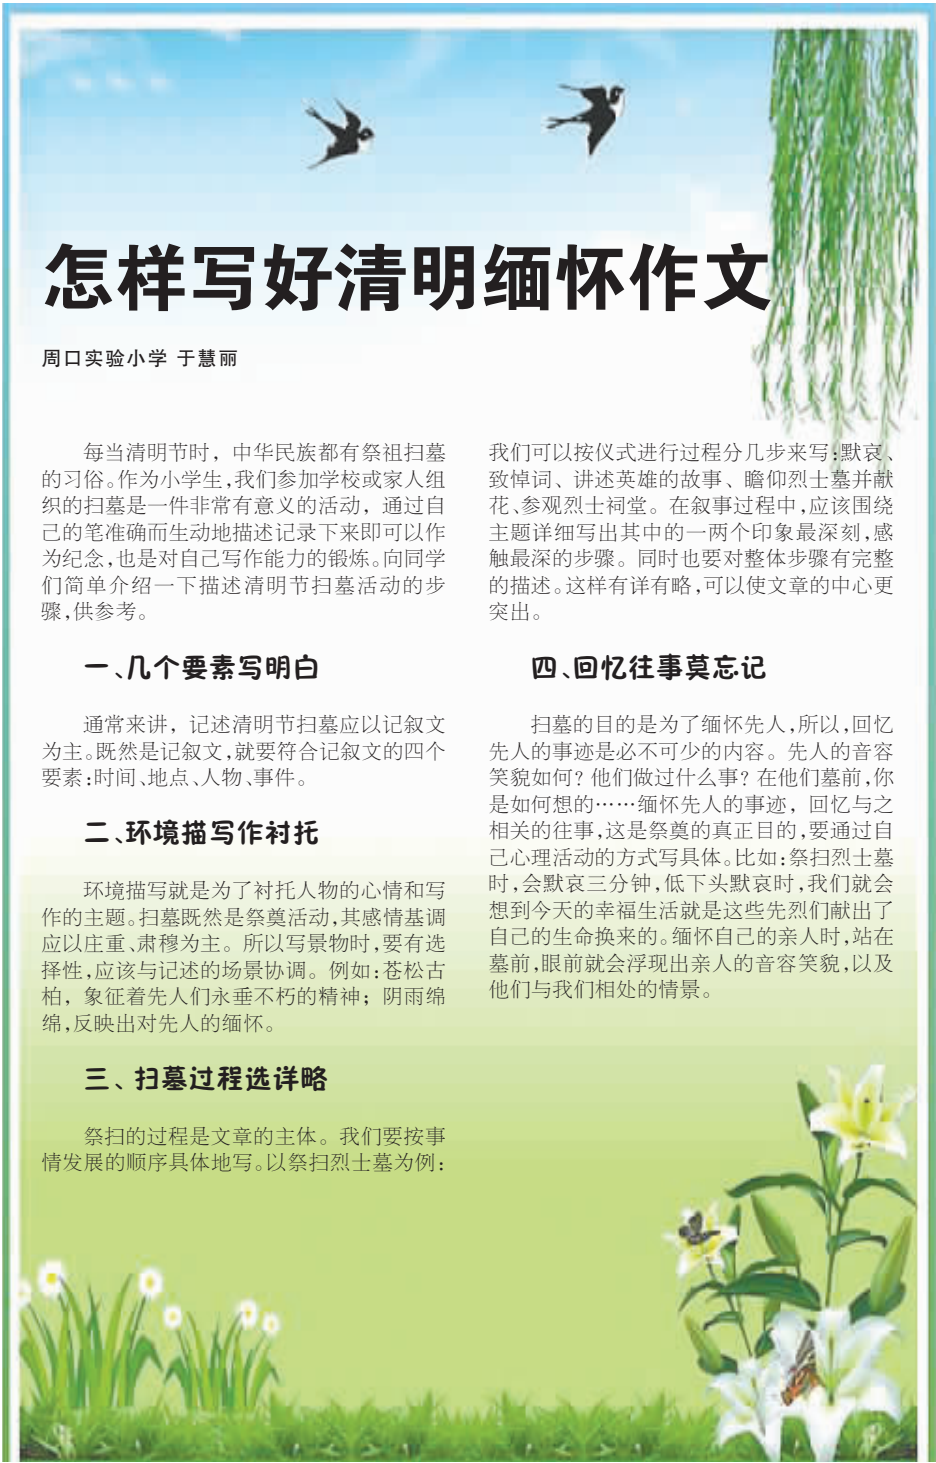 怎样写好清明缅怀作文
周口实验小学 于慧丽
每当清明节时，中华民族都有祭祖扫墓
的习俗。作为小学生，我们参加学校或家人组
织的扫墓是一件非常有意义的活动，通过自
己的笔准确而生动地描述记录下来即可以作
为纪念，也是对自己写作能力的锻炼。向同学
们简单介绍一下描述清明节扫墓活动的步
骤，供参考。
一、几个要素写明白
通常来讲，记述清明节扫墓应以记叙文
为主。既然是记叙文，就要符合记叙文的四个
要素：时间、地点、人物、事件。
二、环境描写作衬托
环境描写就是为了衬托人物的心情和写
作的主题。扫墓既然是祭奠活动，其感情基调
应以庄重、肃穆为主。所以写景物时，要有选
择性，应该与记述的场景协调。例如：苍松古
柏，象征着先人们永垂不朽的精神；阴雨绵
绵，反映出对先人的缅怀。
三、扫墓过程选详略
祭扫的过程是文章的主体。我们要按事
情发展的顺序具体地写。以祭扫烈士墓为例：
我们可以按仪式进行过程分几步来写：默哀、
致悼词、讲述英雄的故事、瞻仰烈士墓并献
花、参观烈士祠堂。在叙事过程中，应该围绕
主题详细写出其中的一两个印象最深刻，感
触最深的步骤。同时也要对整体步骤有完整
的描述。这样有详有略，可以使文章的中心更
突出。
四、回忆往事莫忘记
扫墓的目的是为了缅怀先人，所以，回忆
先人的事迹是必不可少的内容。先人的音容
笑貌如何？他们做过什么事？在他们墓前，你
是如何想的……缅怀先人的事迹，回忆与之
相关的往事，这是祭奠的真正目的，要通过自
己心理活动的方式写具体。比如：祭扫烈士墓
时，会默哀三分钟，低下头默哀时，我们就会
想到今天的幸福生活就是这些先烈们献出了
自己的生命换来的。缅怀自己的亲人时，站在
墓前，眼前就会浮现出亲人的音容笑貌，以及
他们与我们相处的情景。